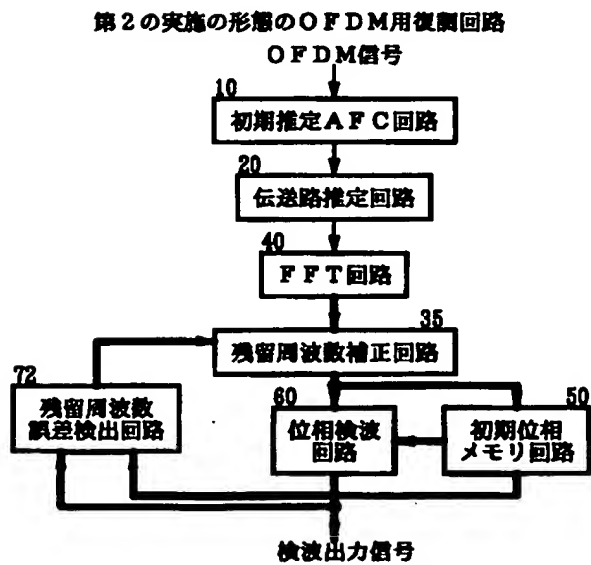 第２の実施の形態のＯＦＤＭ用復調回路
ＯＦＤＭ信号
10
初期推定ＡＦＣ回路
20
伝送路推定回路
40
ＦＦＴ回路
35
残留周波数補正回路
72
残留周波数
誤差検出回路
60
位相検波
回路
50
初期位相
メモリ回路
検波出力信号